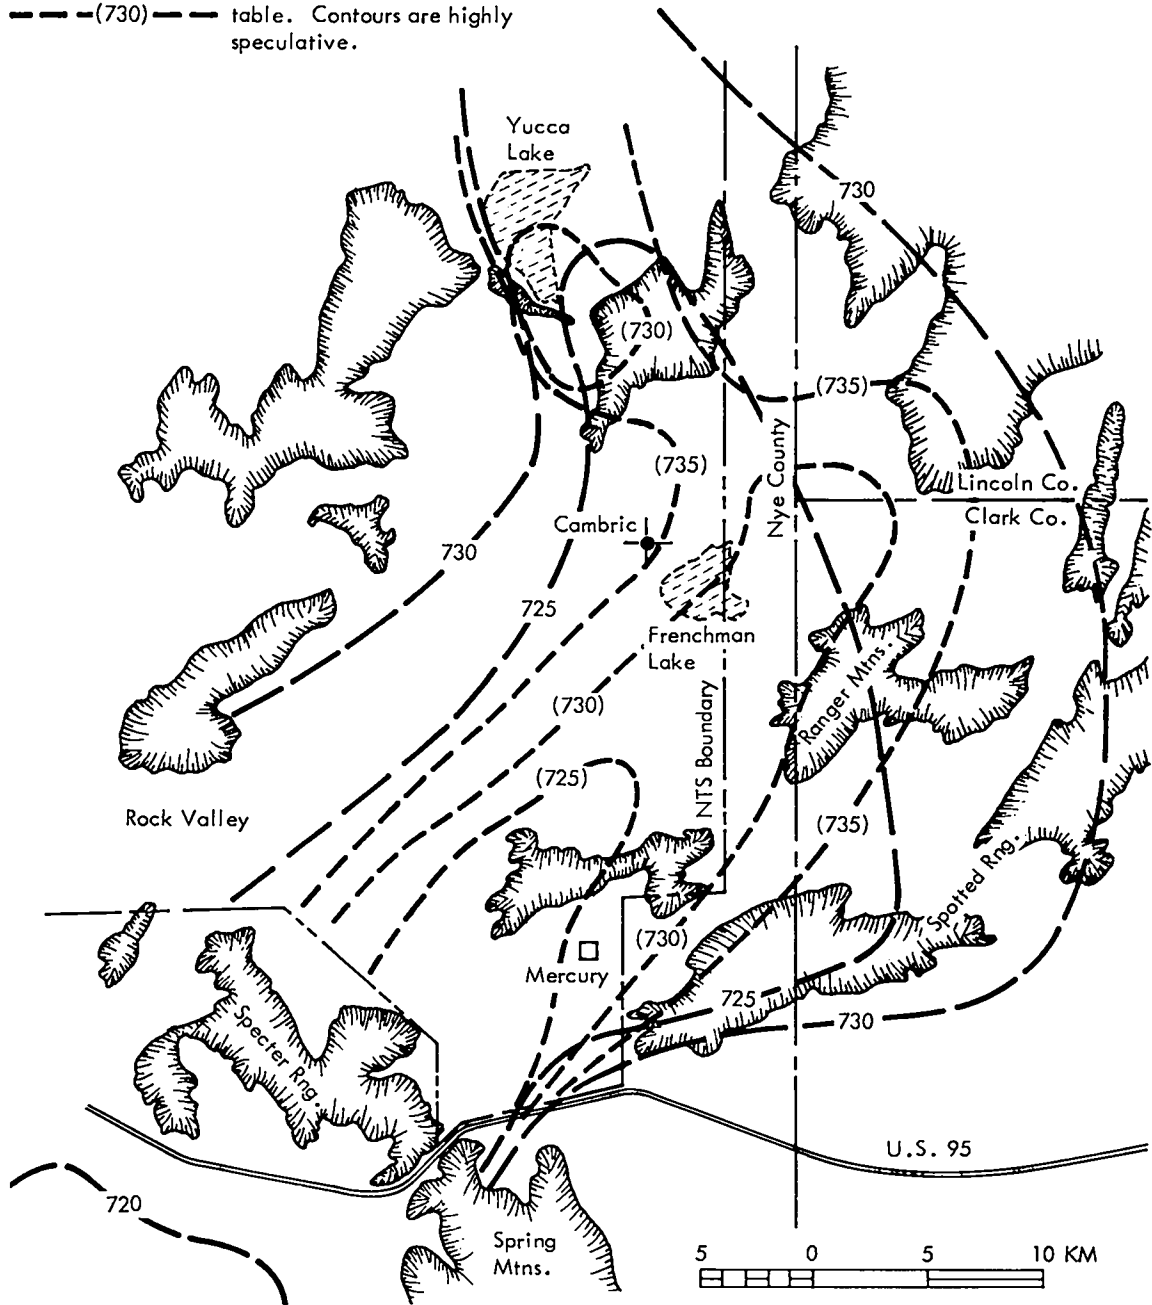 (730) table. Contours are highly
speculative.
Yucca
Lake
730
(730)
(735)
(735)
Nye County
Lincoln Co.
Clark Co.
Cambric
730
725
Frenchman
Lake
Ranger Mtns.
(730)
NTS Boundary
(725)
Rock Valley
(735)
Spotted Rng.
(730)
Mercury
725
730
Specter Rng.
U.S. 95
720
Spring
Mtns.
5 0 5 10 KM